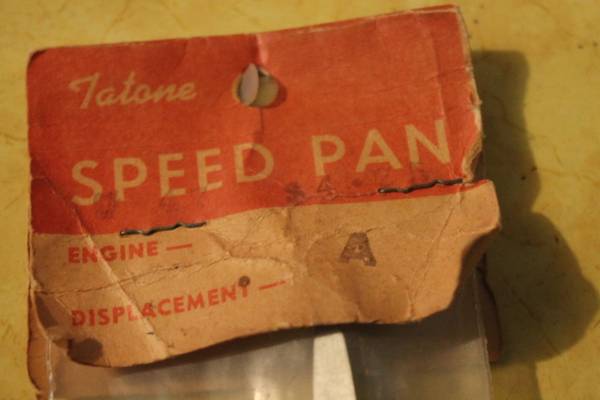 Tatone
SPEED PAN
ENGINE —
A
DISPLACEMENT —